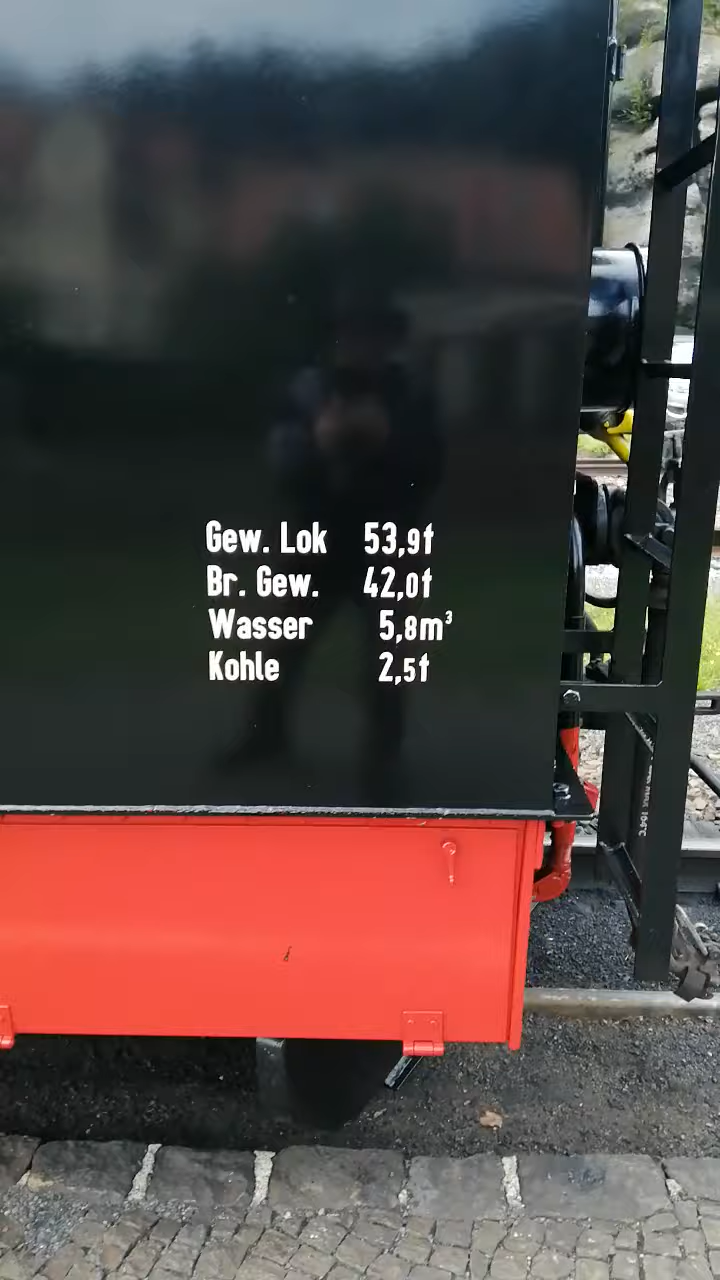 Gew. Lok 53,9t
Br. Gew. 42,0t
Wasser 5,8m³
Kohle 2,5t